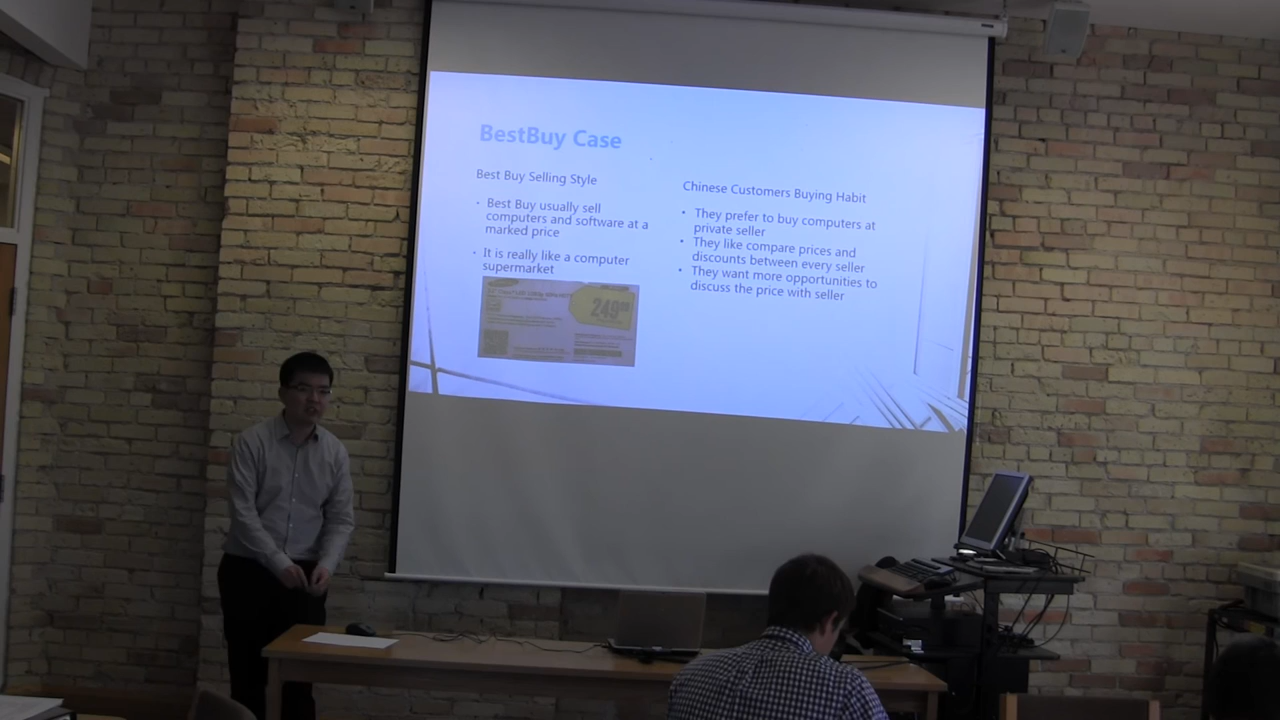 BestBuy Case
Best Buy Selling Style
• Best Buy usually sell
computers and software at a
marked price
• It is really like a computer
supermarket
249
Chinese Customers Buying Habit
• They prefer to buy computers at
private seller
• They like compare prices and
discounts between every seller
• They want more opportunities to
discuss the price with seller